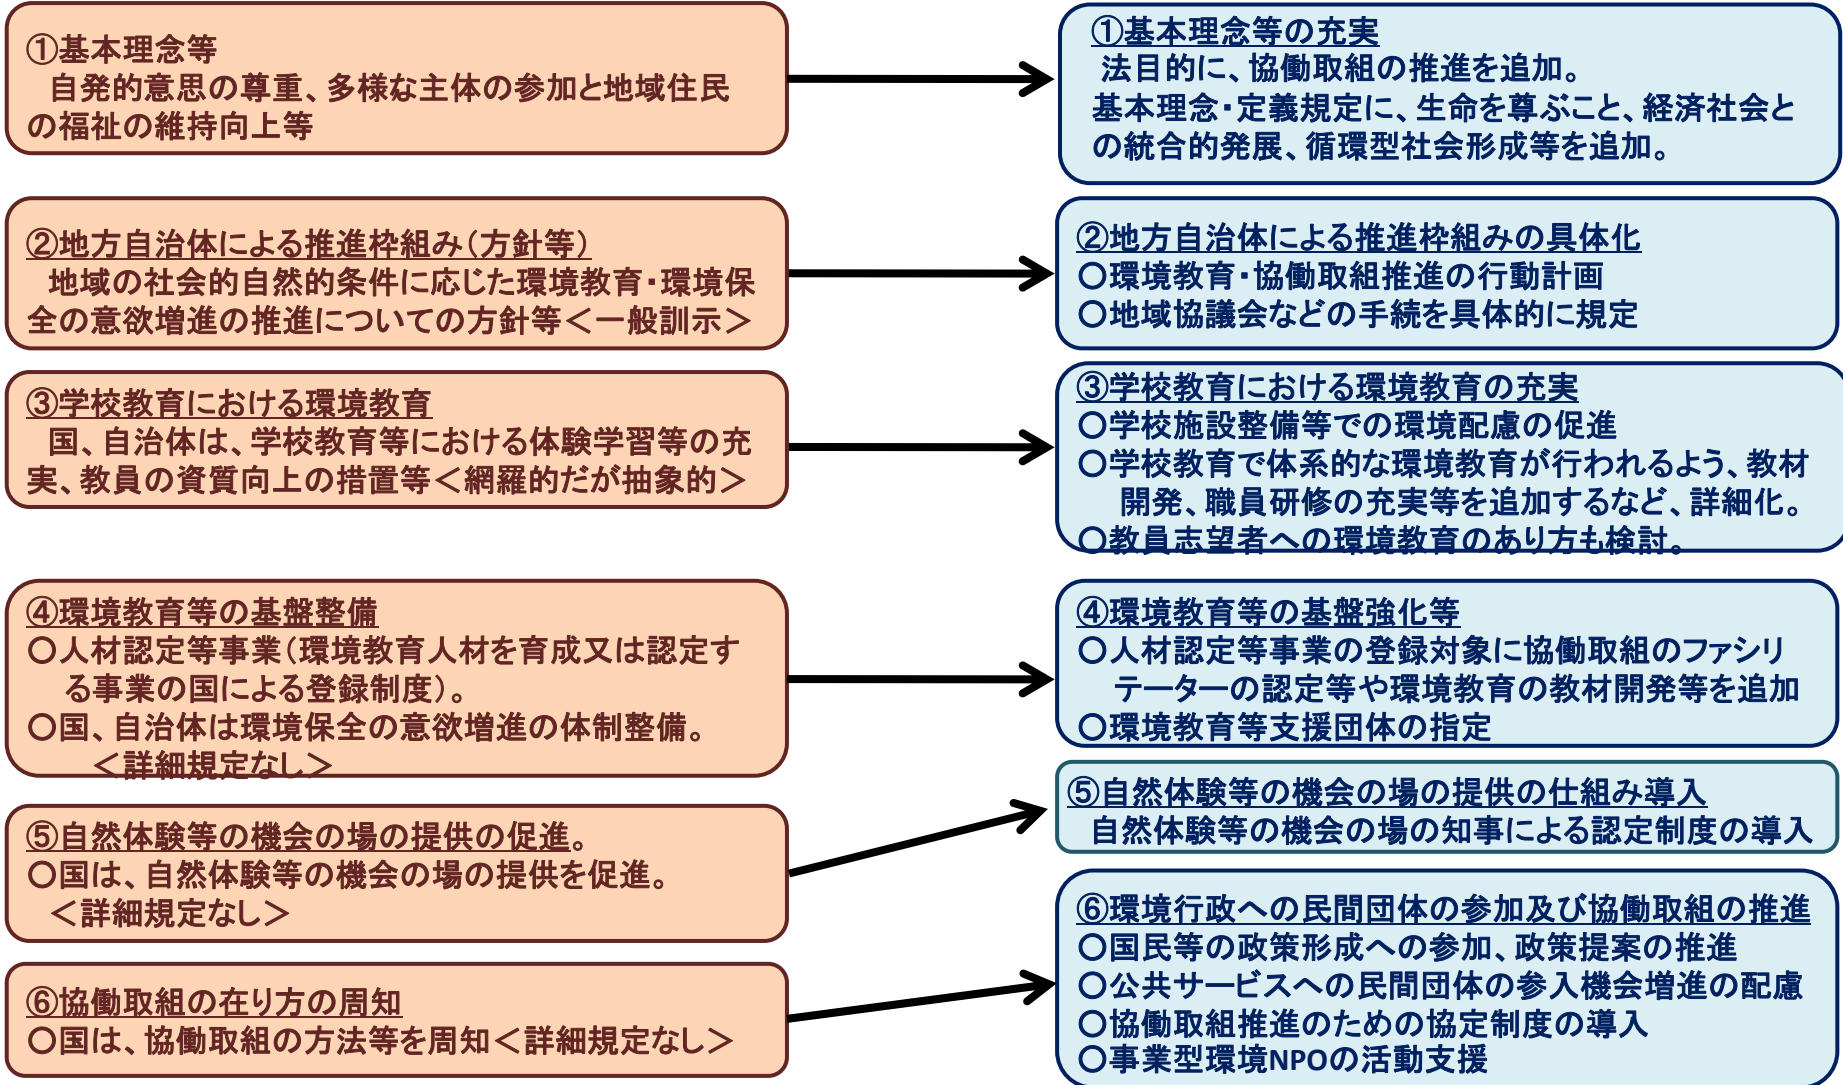 ①基本理念等
自発的意思の尊重、多様な主体の参加と地域住民
の福祉の維持向上等
①基本理念等の充実
法目的に、協働取組の推進を追加。
基本理念・定義規定に、生命を尊ぶこと、経済社会と
の統合的発展、循環型社会形成等を追加。
②地方自治体による推進枠組み（方針等）
地域の社会的自然的条件に応じた環境教育・環境保
全の意欲増進の推進についての方針等＜一般訓示＞
②地方自治体による推進枠組みの具体化
○環境教育・協働取組推進の行動計画
○地域協議会などの手続を具体的に規定
③学校教育における環境教育
国、自治体は、学校教育等における体験学習等の充
実、教員の資質向上の措置等＜網羅的だが抽象的＞
③学校教育における環境教育の充実
○学校施設整備等での環境配慮の促進
○学校教育で体系的な環境教育が行われるよう、教材
開発、職員研修の充実等を追加するなど、詳細化。
○教員志望者への環境教育のあり方も検討。
④環境教育等の基盤整備
○人材認定等事業（環境教育人材を育成又は認定す
る事業の国による登録制度）。
○国、自治体は環境保全の意欲増進の体制整備。
＜詳細規定なし＞
④環境教育等の基盤強化等
○人材認定等事業の登録対象に協働取組のファシリ
テーターの認定等や環境教育の教材開発等を追加
○環境教育等支援団体の指定
⑤自然体験等の機会の場の提供の促進。
○国は、自然体験等の機会の場の提供を促進。
＜詳細規定なし＞
⑤自然体験等の機会の場の提供の仕組み導入
自然体験等の機会の場の知事による認定制度の導入
⑥協働取組の在り方の周知
○国は、協働取組の方法等を周知＜詳細規定なし＞
⑥環境行政への民間団体の参加及び協働取組の推進
○国民等の政策形成への参加、政策提案の推進
○公共サービスへの民間団体の参入機会増進の配慮
○協働取組推進のための協定制度の導入
○事業型環境NPOの活動支援